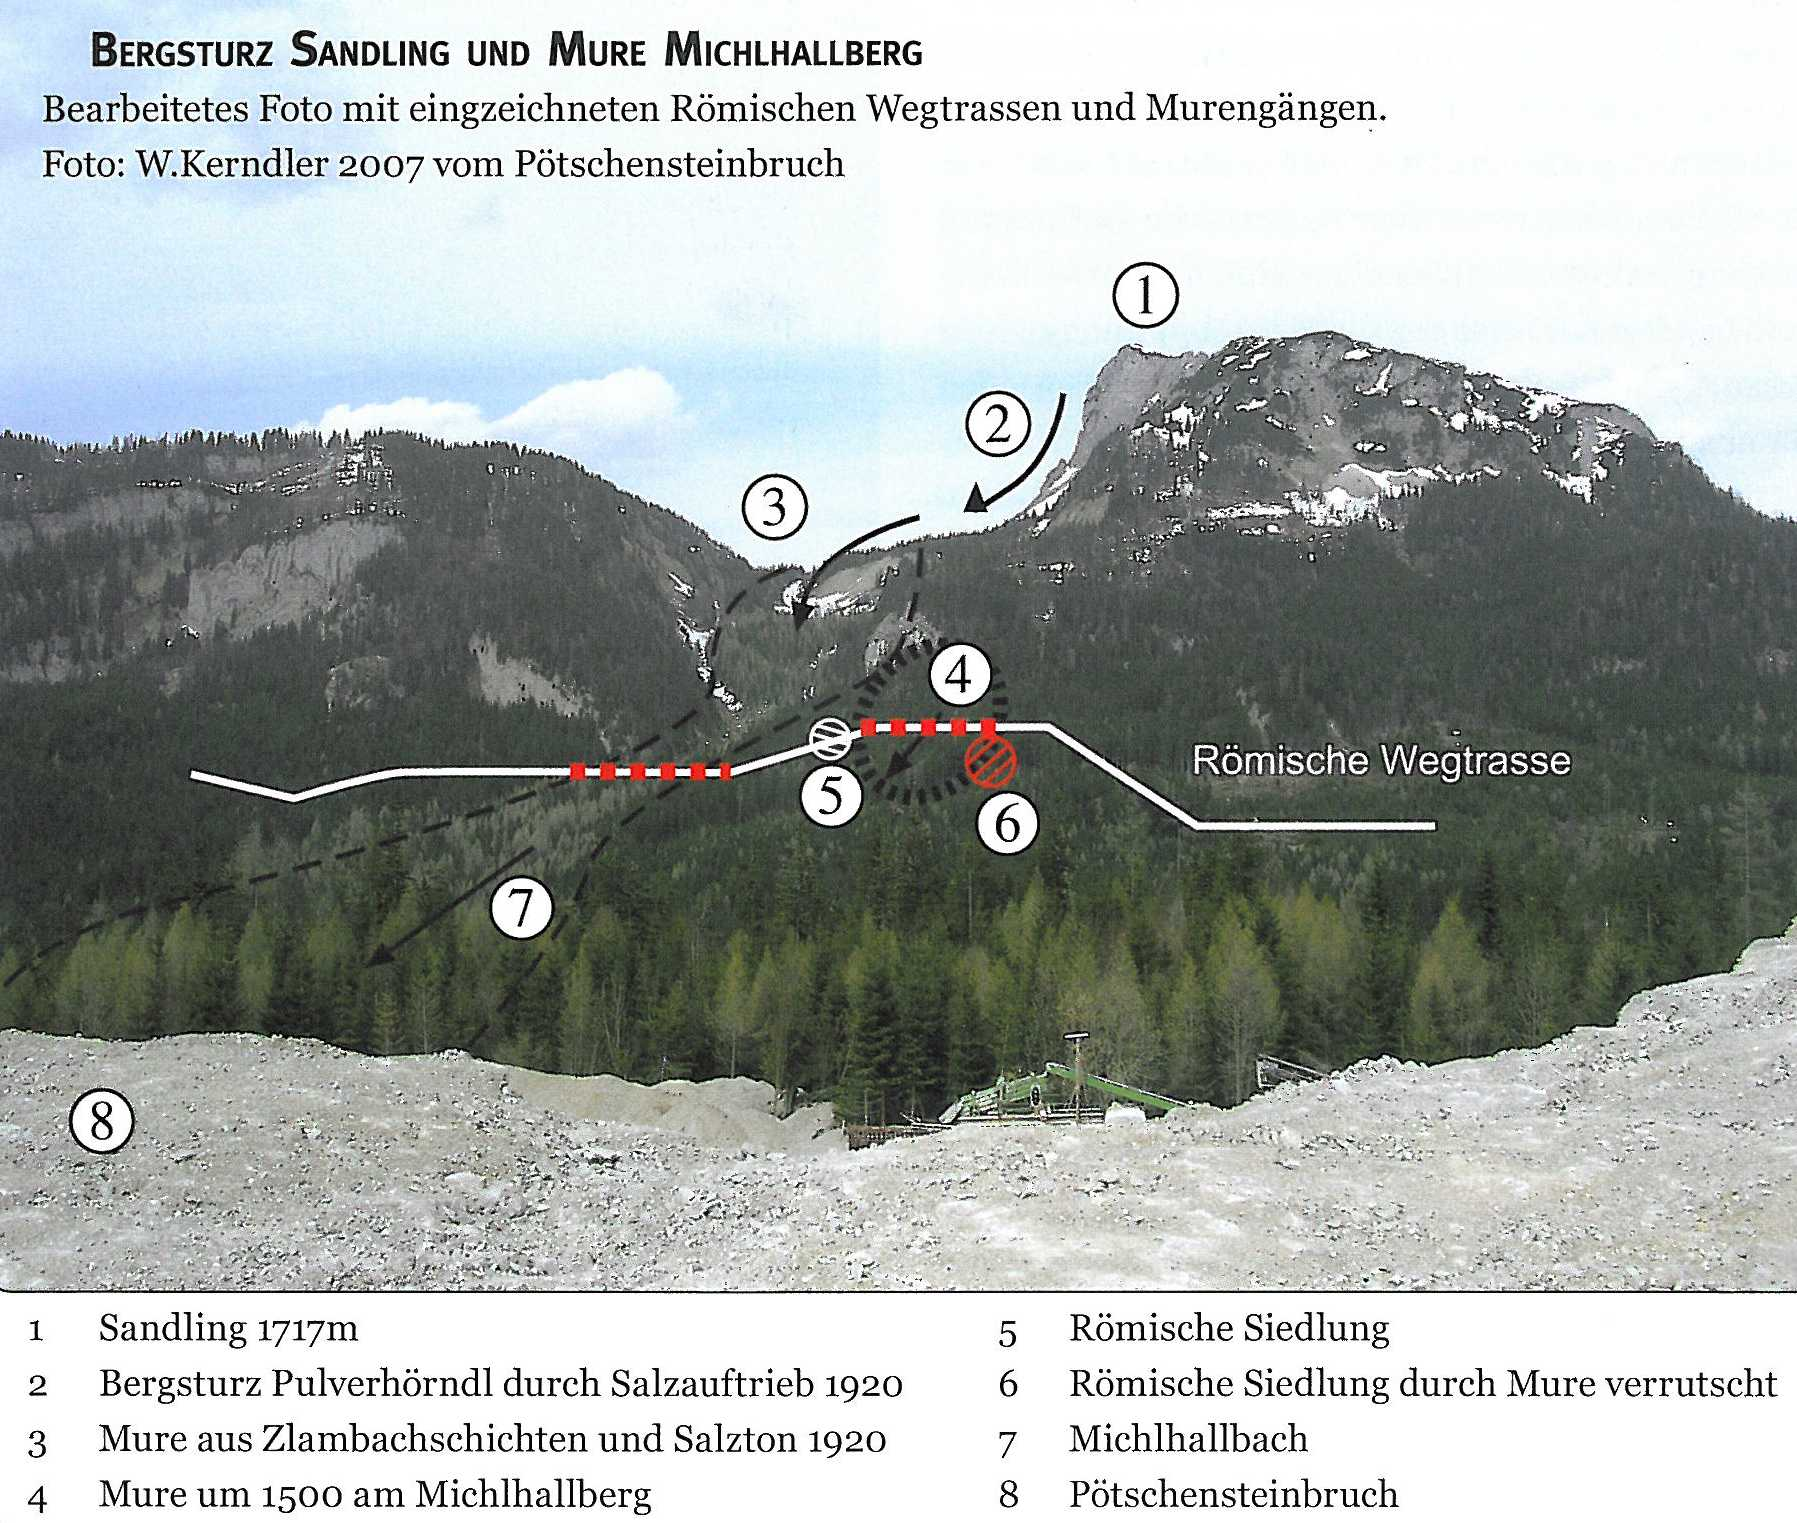 BERGSTURZ SANDLING UND MURE MICHLHALLBERG
Bearbeitetes Foto mit eingzeichneten Römischen Wegtrassen und Murengängen.
Foto: W.Kerndler 2007 vom Pötschensteinbruch
1
2
3
4
5
6
Römische Wegtrasse
7
8
1 Sandling 1717m
2 Bergsturz Pulverhörndl durch Salzauftrieb 1920
3 Mure aus Zlambachschichten und Salzton 1920
4 Mure um 1500 am Michlhallberg
5 Römische Siedlung
6 Römische Siedlung durch Mure verrutscht
7 Michlhallbach
8 Pötschensteinbruch